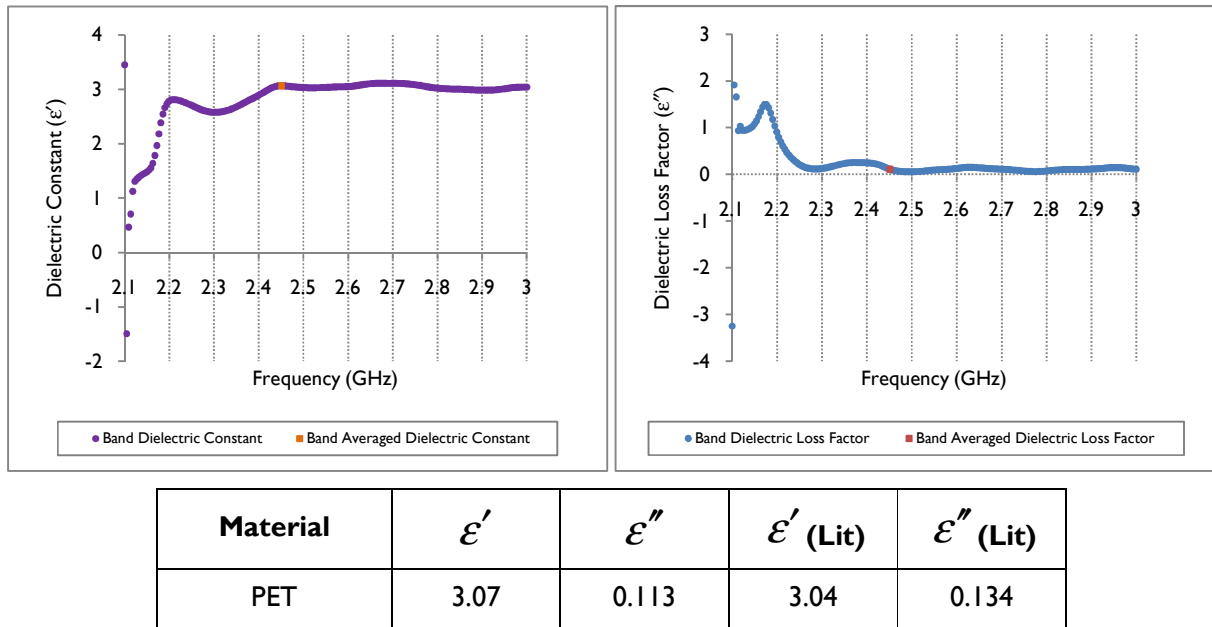 4
3
2
1
0
-1
-2
2.1 2.2 2.3 2.4 2.5 2.6 2.7 2.8 2.9 3
Dielectric Constant (ε′)
Frequency (GHz)
Band Dielectric Constant
Band Averaged Dielectric Constant
3
2
1
0
-1
-2
-3
-4
2.1 2.2 2.3 2.4 2.5 2.6 2.7 2.8 2.9 3
Dielectric Loss Factor (ε″)
Frequency (GHz)
Band Dielectric Loss Factor
Band Averaged Dielectric Loss Factor
Material ε′ ε″ ε′ (Lit) ε″ (Lit)
PET 3.07 0.113 3.04 0.134